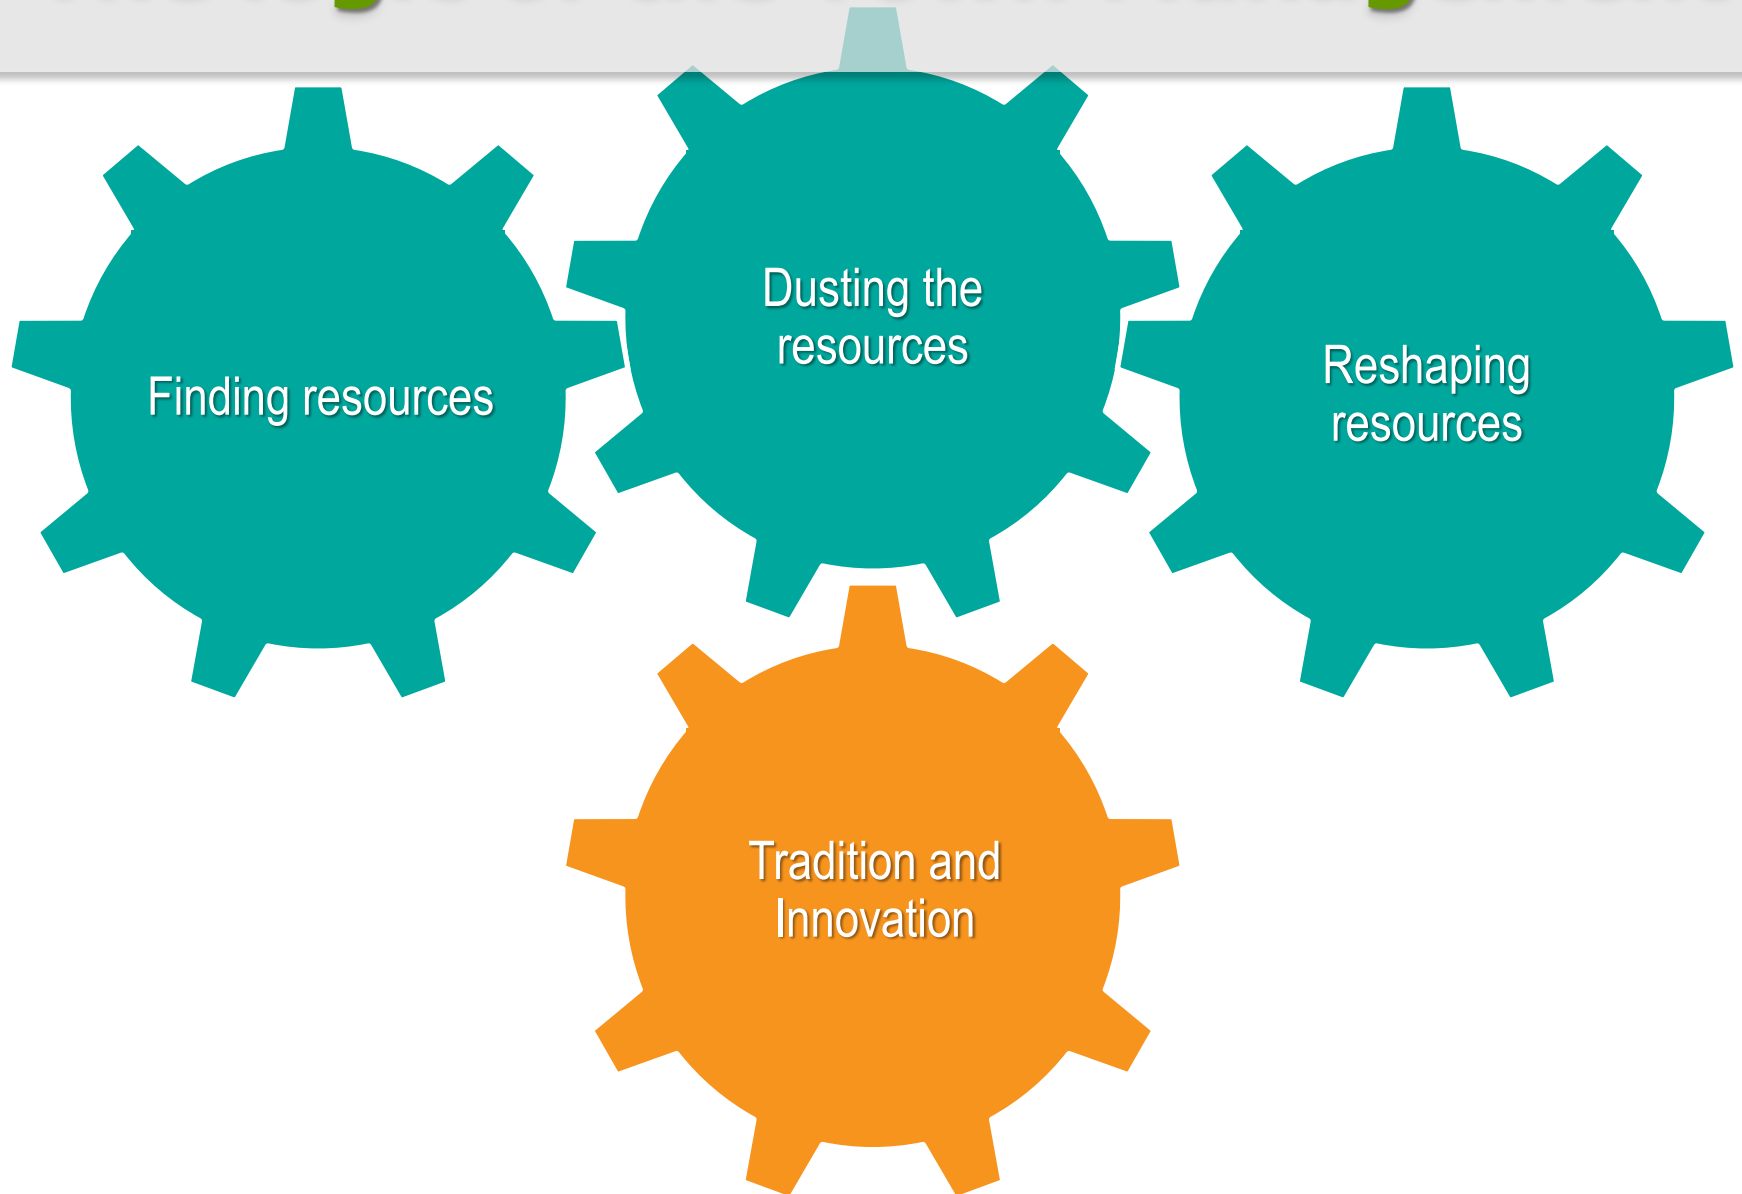 Finding resources
Dusting the
resources
Reshaping
resources
Tradition and
Innovation